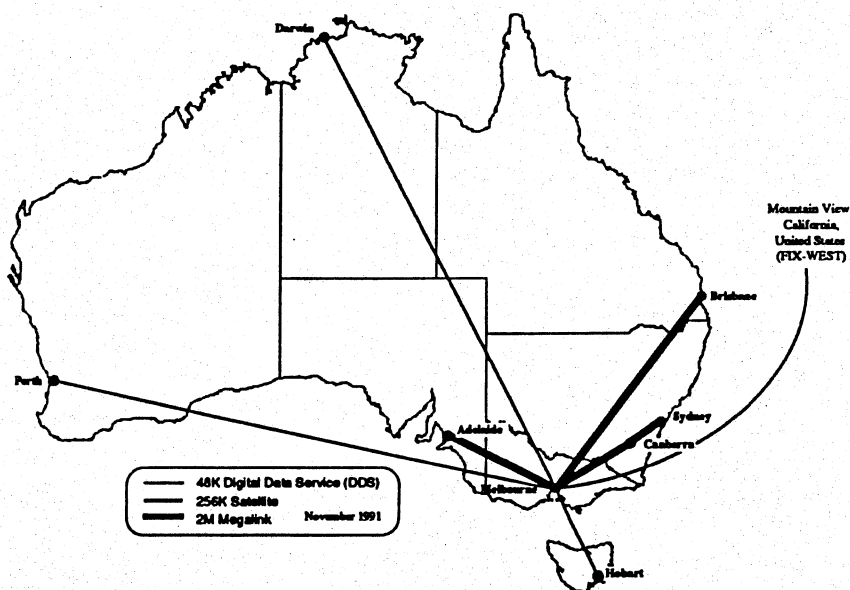 Darwin
Mountain View
California,
United States
(FIX-WEST)
Brisbane
Perth
Sydney
Adelaide
Canberra
Melbourne
48K Digital Data Service (DDS)
256K Satellite
2M Megalink November 1991
Hobart